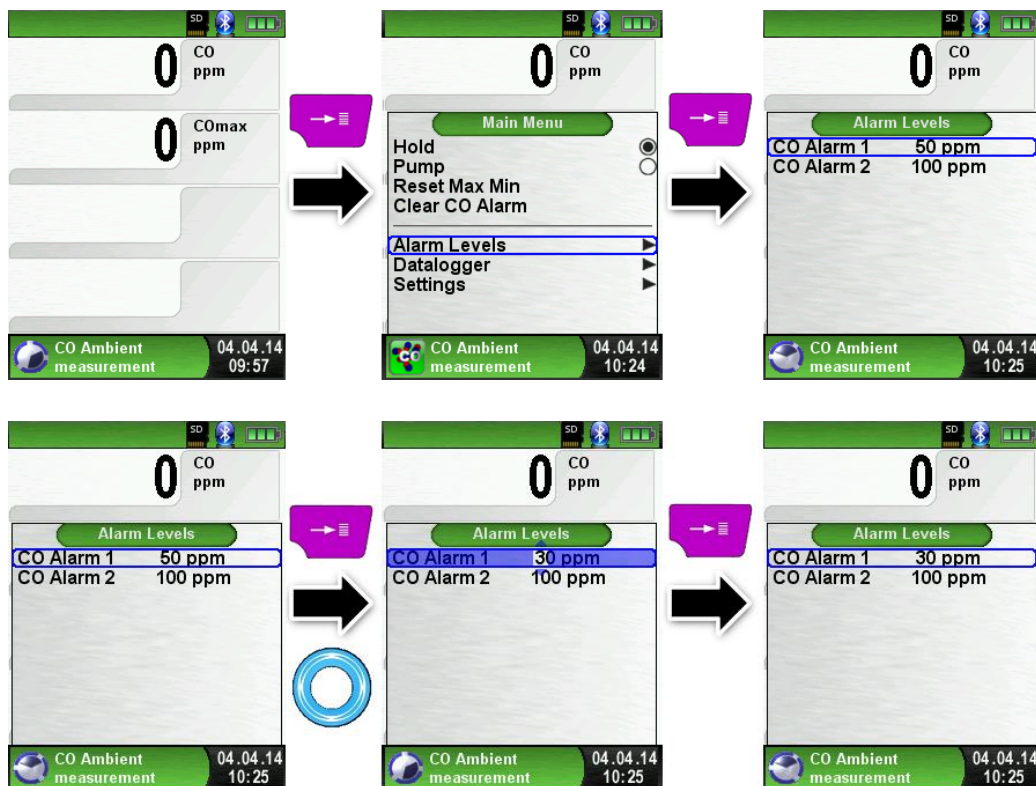 SD
0 CO
ppm
0 COmax
ppm
CO Ambient
measurement
04.04.14
09:57
SD
0 CO
ppm
Main Menu
Hold
Pump
Reset Max Min
Clear CO Alarm
Alarm Levels
Datalogger
Settings
CO
CO Ambient
measurement
04.04.14
10:24
SD
0 CO
ppm
Alarm Levels
CO Alarm 1 50 ppm
CO Alarm 2 100 ppm
CO Ambient
measurement
04.04.14
10:25
SD
0 CO
ppm
Alarm Levels
CO Alarm 1 50 ppm
CO Alarm 2 100 ppm
CO Ambient
measurement
04.04.14
10:25
SD
0 CO
ppm
Alarm Levels
CO Alarm 1 30 ppm
CO Alarm 2 100 ppm
CO Ambient
measurement
04.04.14
10:25
SD
0 CO
ppm
Alarm Levels
CO Alarm 1 30 ppm
CO Alarm 2 100 ppm
CO Ambient
measurement
04.04.14
10:25